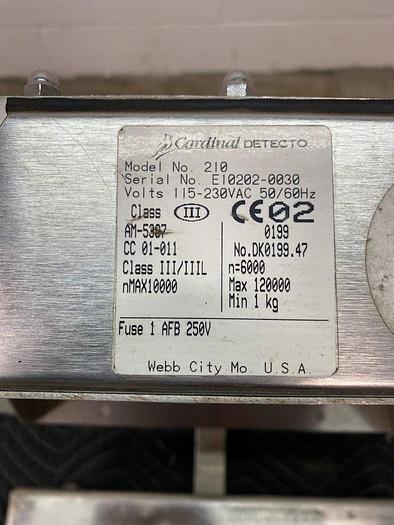 Cardinal DETECTO
Model No. 210
Serial No. E10202-0030
Volts 115-230VAC 50/60Hz
Class III CE02
AM-5397 0199
CC 01-011 No.DK0199.47
Class III/IIIL n=6000
nMAX10000 Max 120000
Min 1 kg
Fuse 1 AFB 250V
Webb City Mo. U.S.A.